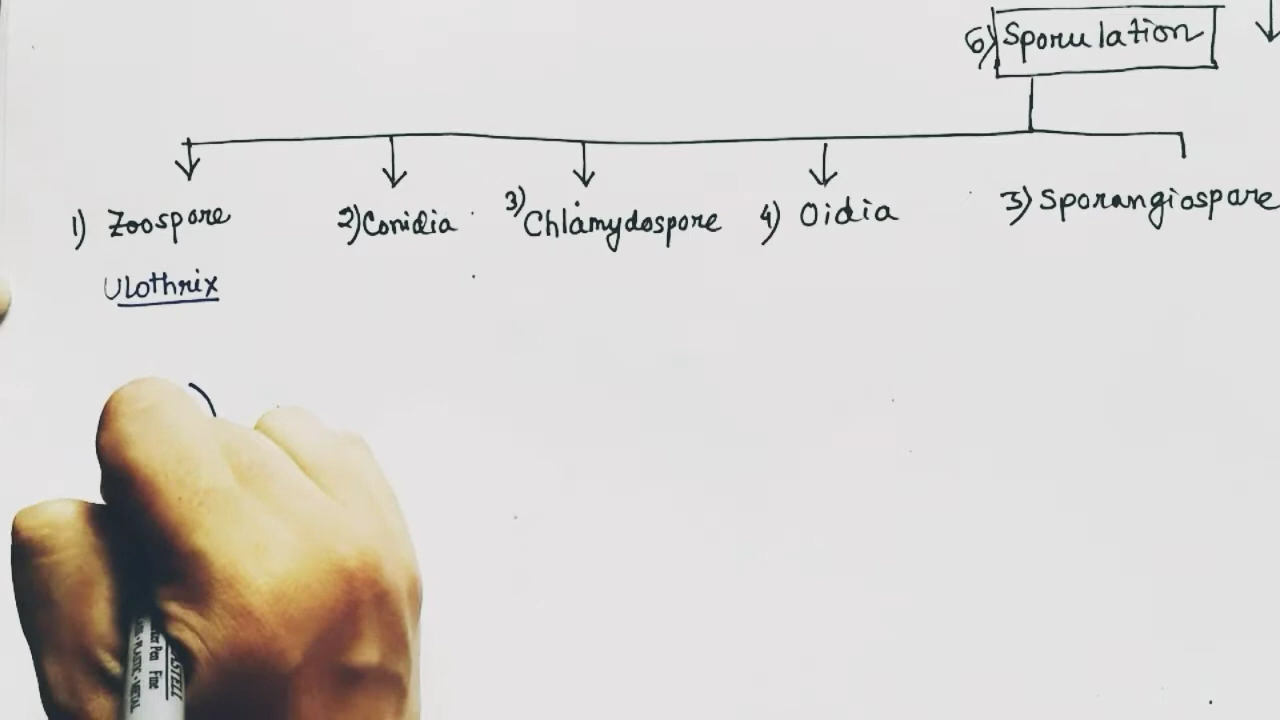 6) Sporulation
1) Zoospore
2) Conidia
3) Chlamydospore
4) Oidia
3) Sporangiospore
Ulothrix